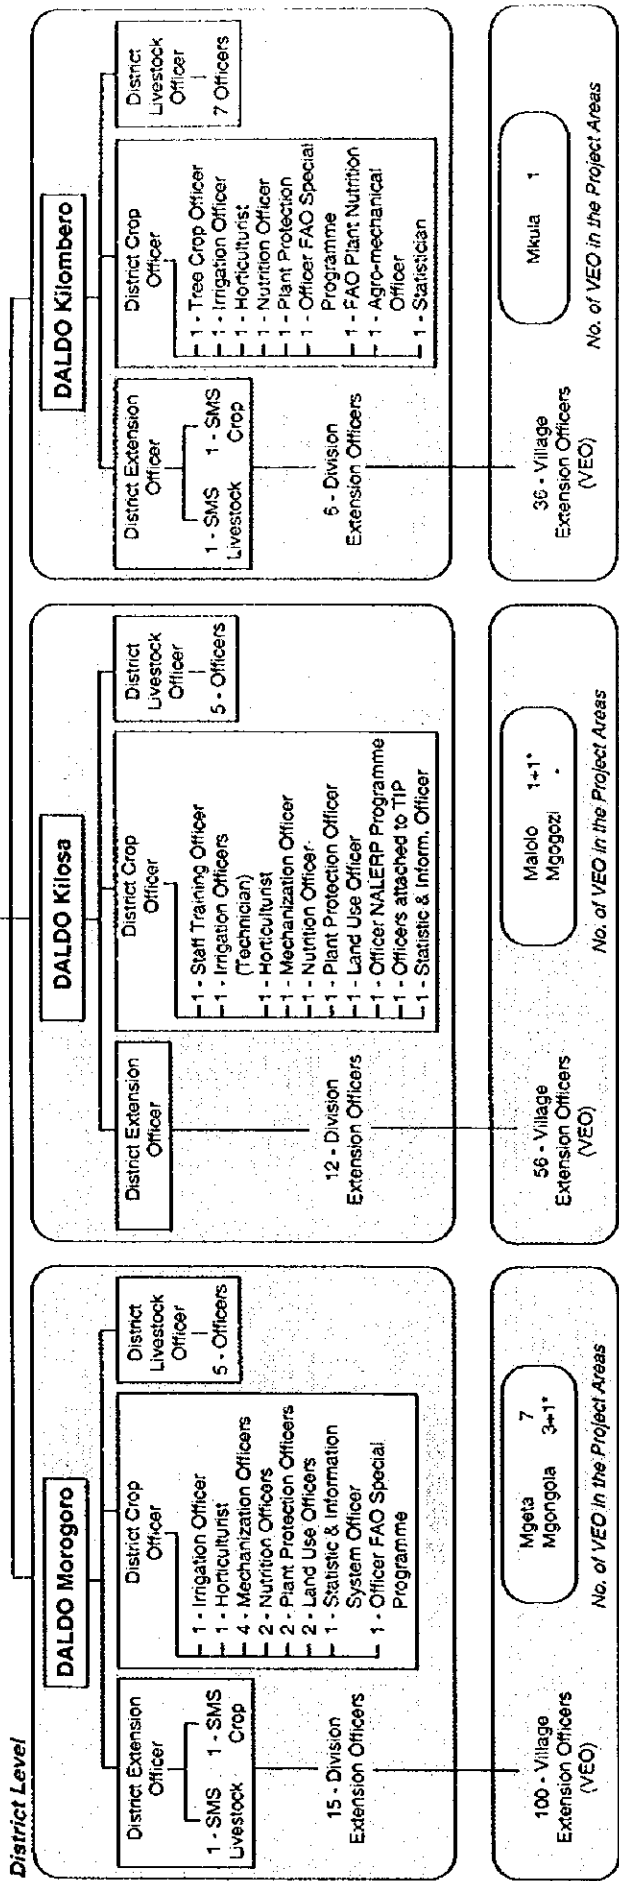 District Level
DALDO Morogoro
District Extension
Officer
1 - SMS 1 - SMS
Livestock Crop
15 - Division
Extension Officers
District Crop
Officer
1 - Irrigation Officer
1 - Horticulturist
4 - Mechanization Officers
2 - Nutrition Officers
2 - Plant Protection Officers
2 - Land Use Officers
1 - Statistic & Information
System Officer
1 - Officer FAO Special
Programme
District
Livestock
Officer
5 - Officers
100 - Village
Extension Officers
(VEO)
Mgeta 7
Mgongola 3+1*
No. of VEO in the Project Areas
DALDO Kilosa
District Extension
Officer
12 - Division
Extension Officers
District Crop
Officer
1 - Staff Training Officer
1 - Irrigation Officers
(Technician)
1 - Horticulturist
1 - Mechanization Officer
1 - Nutrition Officer
1 - Plant Protection Officer
1 - Land Use Officer
1 - Officer NALERP Programme
1 - Officers attached to TIP
1 - Statistic & Inform. Officer
District
Livestock
Officer
5 - Officers
56 - Village
Extension Officers
(VEO)
Malolo 1+1*
Mgogozi -
No. of VEO in the Project Areas
DALDO Kilombero
District Extension
Officer
1 - SMS 1 - SMS
Livestock Crop
6 - Division
Extension Officers
District Crop
Officer
1 - Tree Crop Officer
1 - Irrigation Officer
1 - Horticulturist
1 - Nutrition Officer
1 - Plant Protection
1 - Officer FAO Special
Programme
1 - FAO Plant Nutrition
1 - Agro-mechanical
Officer
1 - Statistician
District
Livestock
Officer
7 Officers
36 - Village
Extension Officers
(VEO)
Mkula 1
No. of VEO in the Project Areas